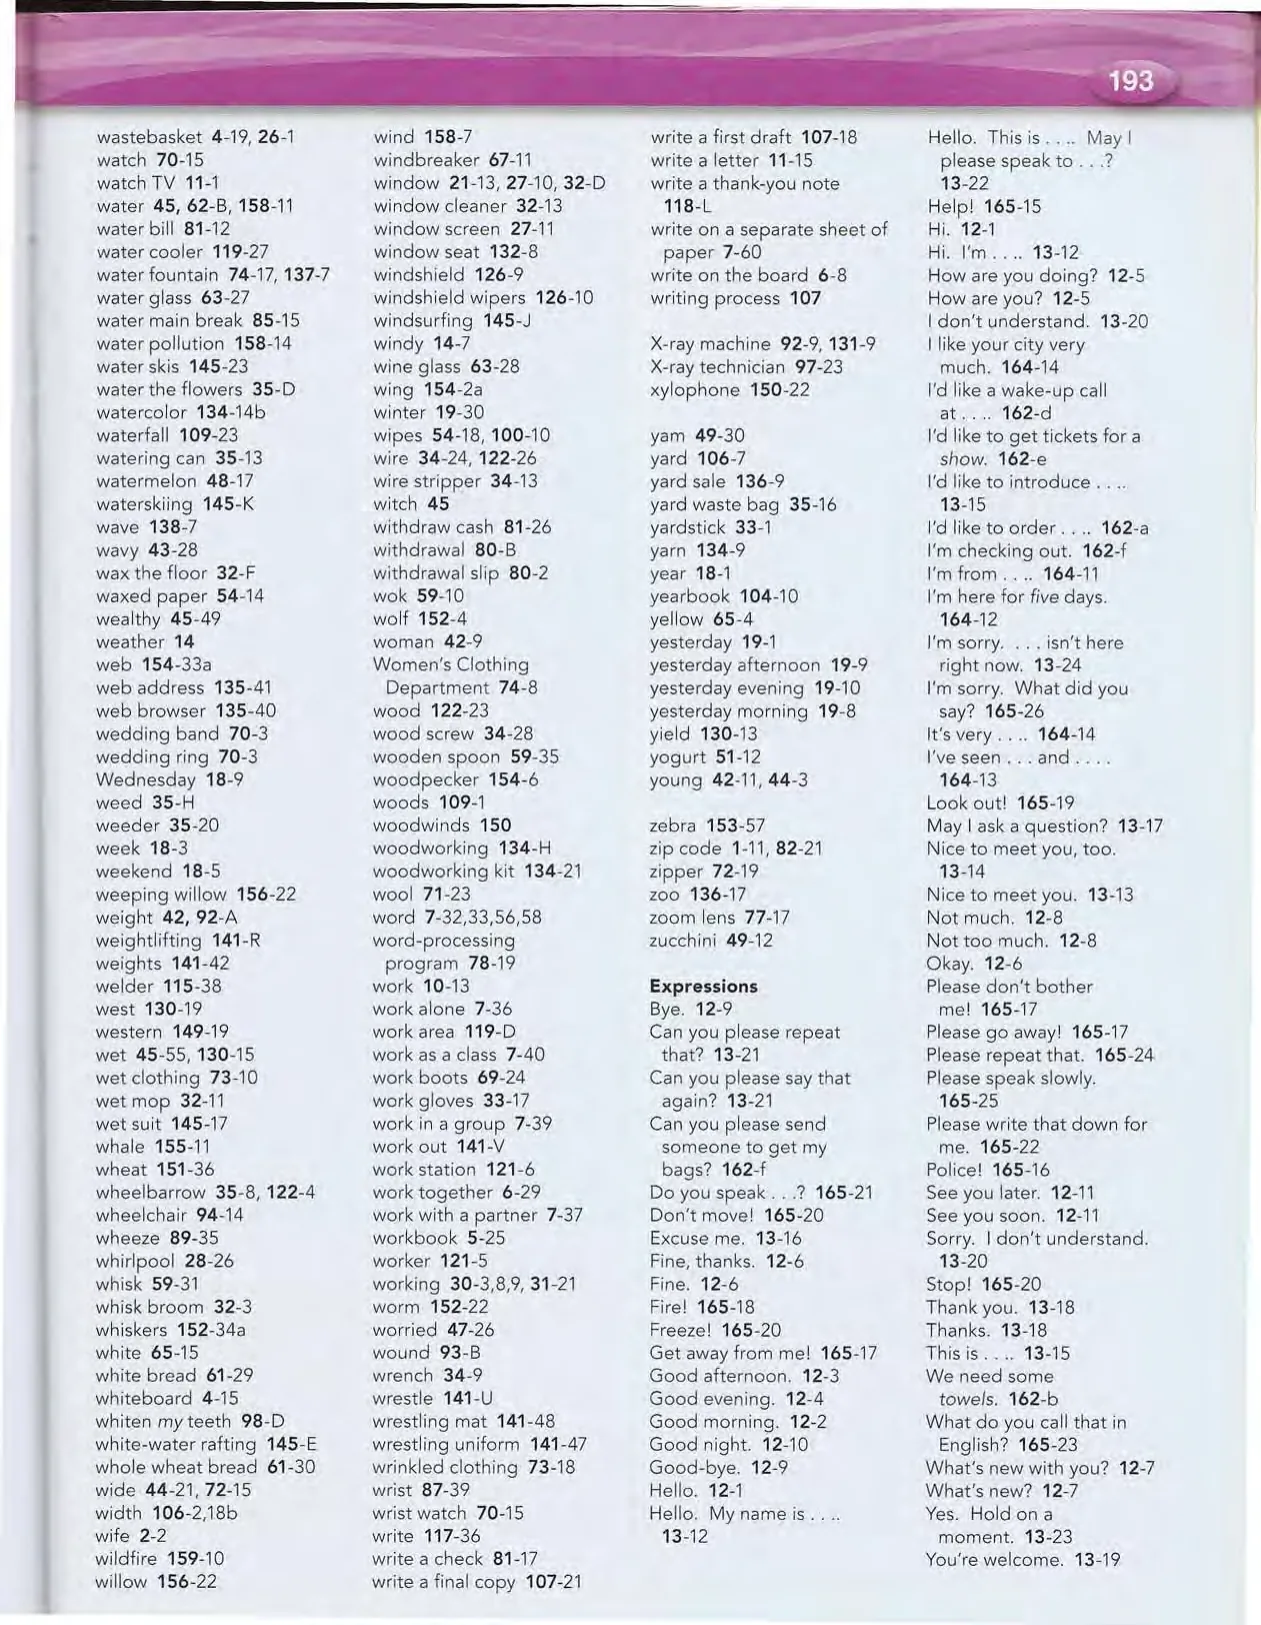 193
wastebasket 4-19, 26-1
watch 70-15
watch TV 11-1
water 45, 62-B, 158-11
water bill 81-12
water cooler 119-27
water fountain 74-17, 137-7
water glass 63-27
water main break 85-15
water pollution 158-14
water skis 145-23
water the flowers 35-D
watercolor 134-14b
waterfall 109-23
watering can 35-13
watermelon 48-17
waterskiing 145-K
wave 138-7
wavy 43-28
wax the floor 32-F
waxed paper 54-14
wealthy 45-49
weather 14
web 154-33a
web address 135-41
web browser 135-40
wedding band 70-3
wedding ring 70-3
Wednesday 18-9
weed 35-H
weeder 35-20
week 18-3
weekend 18-5
weeping willow 156-22
weight 42, 92-A
weightlifting 141-R
weights 141-42
welder 115-38
west 130-19
western 149-19
wet 45-55, 130-15
wet clothing 73-10
wet mop 32-11
wet suit 145-17
whale 155-11
wheat 151-36
wheelbarrow 35-8, 122-4
wheelchair 94-14
wheeze 89-35
whirlpool 28-26
whisk 59-31
whisk broom 32-3
whiskers 152-34a
white 65-15
white bread 61-29
whiteboard 4-15
whiten my teeth 98-D
white-water rafting 145-E
whole wheat bread 61-30
wide 44-21, 72-15
width 106-2,18b
wife 2-2
wildfire 159-10
willow 156-22
wind 158-7
windbreaker 67-11
window 21-13, 27-10, 32-D
window cleaner 32-13
window screen 27-11
window seat 132-8
windshield 126-9
windshield wipers 126-10
windsurfing 145-J
windy 14-7
wine glass 63-28
wing 154-2a
winter 19-30
wipes 54-18, 100-10
wire 34-24, 122-26
wire stripper 34-13
witch 45
withdraw cash 81-26
withdrawal 80-B
withdrawal slip 80-2
wok 59-10
wolf 152-4
woman 42-9
Women's Clothing
Department 74-8
wood 122-23
wood screw 34-28
wooden spoon 59-35
woodpecker 154-6
woods 109-1
woodwinds 150
woodworking 134-H
woodworking kit 134-21
wool 71-23
word 7-32,33,56,58
word-processing
program 78-19
work 10-13
work alone 7-36
work area 119-D
work as a class 7-40
work boots 69-24
work gloves 33-17
work in a group 7-39
work out 141-V
work station 121-6
work together 6-29
work with a partner 7-37
workbook 5-25
worker 121-5
working 30-3,8,9, 31-21
worm 152-22
worried 47-26
wound 93-B
wrench 34-9
wrestle 141-U
wrestling mat 141-48
wrestling uniform 141-47
wrinkled clothing 73-18
wrist 87-39
wrist watch 70-15
write 117-36
write a check 81-17
write a final copy 107-21
write a first draft 107-18
write a letter 11-15
write a thank-you note
118-L
write on a separate sheet of
paper 7-60
write on the board 6-8
writing process 107
X-ray machine 92-9, 131-9
X-ray technician 97-23
xylophone 150-22
yam 49-30
yard 106-7
yard sale 136-9
yard waste bag 35-16
yardstick 33-1
yarn 134-9
year 18-1
yearbook 104-10
yellow 65-4
yesterday 19-1
yesterday afternoon 19-9
yesterday evening 19-10
yesterday morning 19-8
yield 130-13
yogurt 51-12
young 42-11, 44-3
zebra 153-57
zip code 1-11, 82-21
zipper 72-19
zoo 136-17
zoom lens 77-17
zucchini 49-12
Expressions
Bye. 12-9
Can you please repeat
that? 13-21
Can you please say that
again? 13-21
Can you please send
someone to get my
bags? 162-f
Do you speak . . .? 165-21
Don't move! 165-20
Excuse me. 13-16
Fine, thanks. 12-6
Fine. 12-6
Fire! 165-18
Freeze! 165-20
Get away from me! 165-17
Good afternoon. 12-3
Good evening. 12-4
Good morning. 12-2
Good night. 12-10
Good-bye. 12-9
Hello. 12-1
Hello. My name is . . . .
13-12
Hello. This is . . . . May I
please speak to . . .?
13-22
Help! 165-15
Hi. 12-1
Hi. I'm . . . . 13-12
How are you doing? 12-5
How are you? 12-5
I don't understand. 13-20
I like your city very
much. 164-14
I'd like a wake-up call
at . . . . 162-d
I'd like to get tickets for a
show. 162-e
I'd like to introduce . . . .
13-15
I'd like to order . . . . 162-a
I'm checking out. 162-f
I'm from . . . . 164-11
I'm here for five days.
164-12
I'm sorry. . . . isn't here
right now. 13-24
I'm sorry. What did you
say? 165-26
It's very . . . . 164-14
I've seen . . . and . . . .
164-13
Look out! 165-19
May I ask a question? 13-17
Nice to meet you, too.
13-14
Nice to meet you. 13-13
Not much. 12-8
Not too much. 12-8
Okay. 12-6
Please don't bother
me! 165-17
Please go away! 165-17
Please repeat that. 165-24
Please speak slowly.
165-25
Please write that down for
me. 165-22
Police! 165-16
See you later. 12-11
See you soon. 12-11
Sorry. I don't understand.
13-20
Stop! 165-20
Thank you. 13-18
Thanks. 13-18
This is . . . . 13-15
We need some
towels. 162-b
What do you call that in
English? 165-23
What's new with you? 12-7
What's new? 12-7
Yes. Hold on a
moment. 13-23
You're welcome. 13-19